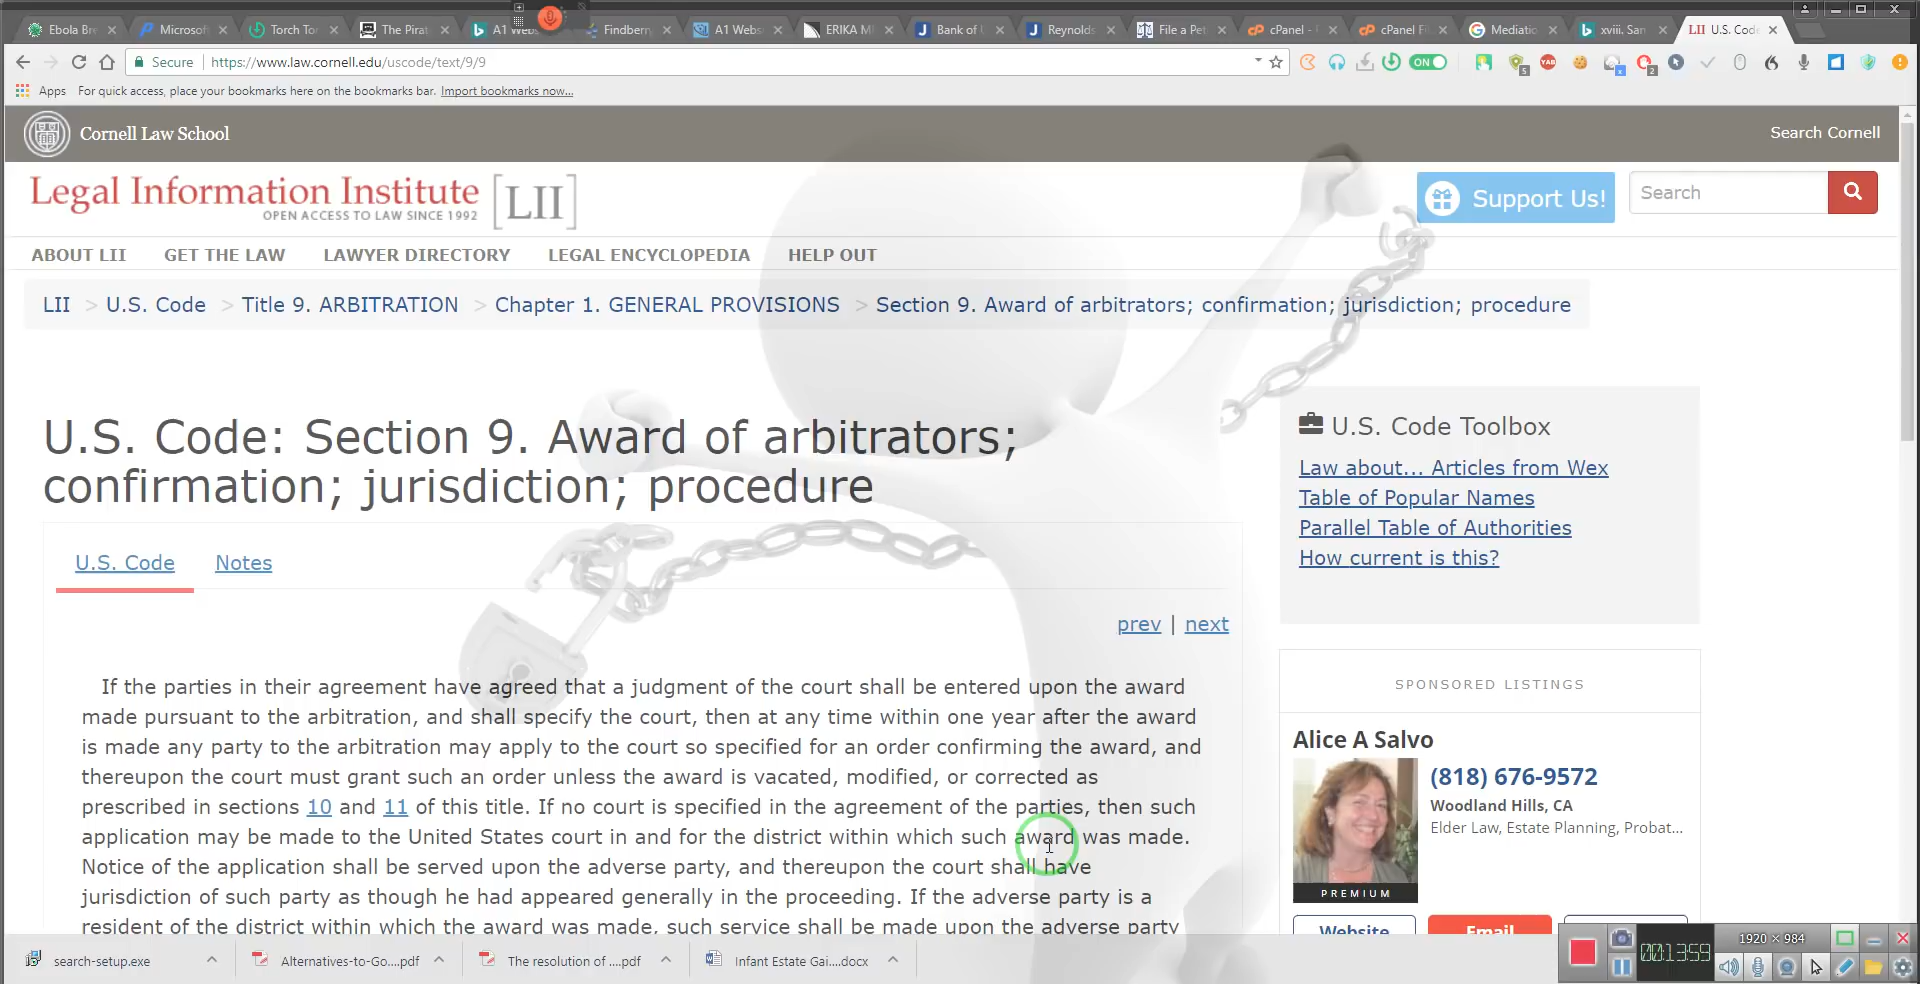 Ebola Bre
Microsof
Torch To
The Pirat
A1 Webs
Findberr
A1 Webs
ERIKA M
Bank of
Reynolds
File a Pet
cPanel -
cPanel F
Mediatio
xviii. San
U.S. Code
Secure
https://www.law.cornell.edu/uscode/text/9/9
ON
Apps For quick access, place your bookmarks here on the bookmarks bar. Import bookmarks now...
Cornell Law School
Search Cornell
Legal Information Institute [LII]
OPEN ACCESS TO LAW SINCE 1992
Support Us!
Search
ABOUT LII GET THE LAW LAWYER DIRECTORY LEGAL ENCYCLOPEDIA HELP OUT
LII > U.S. Code > Title 9. ARBITRATION > Chapter 1. GENERAL PROVISIONS > Section 9. Award of arbitrators; confirmation; jurisdiction; procedure
U.S. Code: Section 9. Award of arbitrators;
confirmation; jurisdiction; procedure
U.S. Code Notes
prev | next
If the parties in their agreement have agreed that a judgment of the court shall be entered upon the award
made pursuant to the arbitration, and shall specify the court, then at any time within one year after the award
is made any party to the arbitration may apply to the court so specified for an order confirming the award, and
thereupon the court must grant such an order unless the award is vacated, modified, or corrected as
prescribed in sections 10 and 11 of this title. If no court is specified in the agreement of the parties, then such
application may be made to the United States court in and for the district within which such award was made.
Notice of the application shall be served upon the adverse party, and thereupon the court shall have
jurisdiction of such party as though he had appeared generally in the proceeding. If the adverse party is a
resident of the district within which the award was made, such service shall be made upon the adverse party
U.S. Code Toolbox
Law about... Articles from Wex
Table of Popular Names
Parallel Table of Authorities
How current is this?
SPONSORED LISTINGS
Alice A Salvo
(818) 676-9572
Woodland Hills, CA
Elder Law, Estate Planning, Probat...
PREMIUM
Website
Email
search-setup.exe
Alternatives-to-Go....pdf
The resolution of ....pdf
Infant Estate Gai....docx
1920 × 984
00:13:59